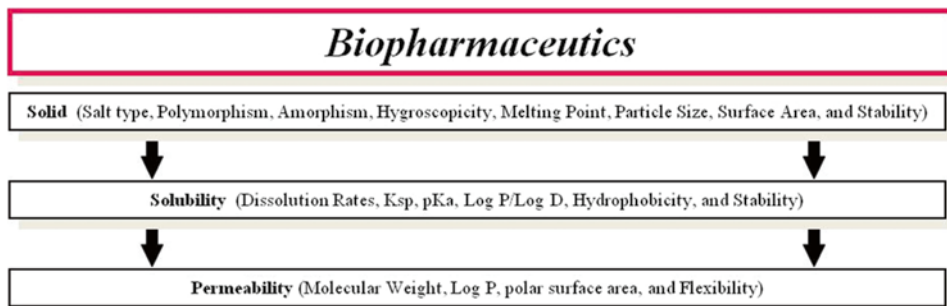 Biopharmaceutics
Solid (Salt type, Polymorphism, Amorphism, Hygroscopicity, Melting Point, Particle Size, Surface Area, and Stability)
Solubility (Dissolution Rates, Ksp, pKa, Log P/Log D, Hydrophobicity, and Stability)
Permeability (Molecular Weight, Log P, polar surface area, and Flexibility)